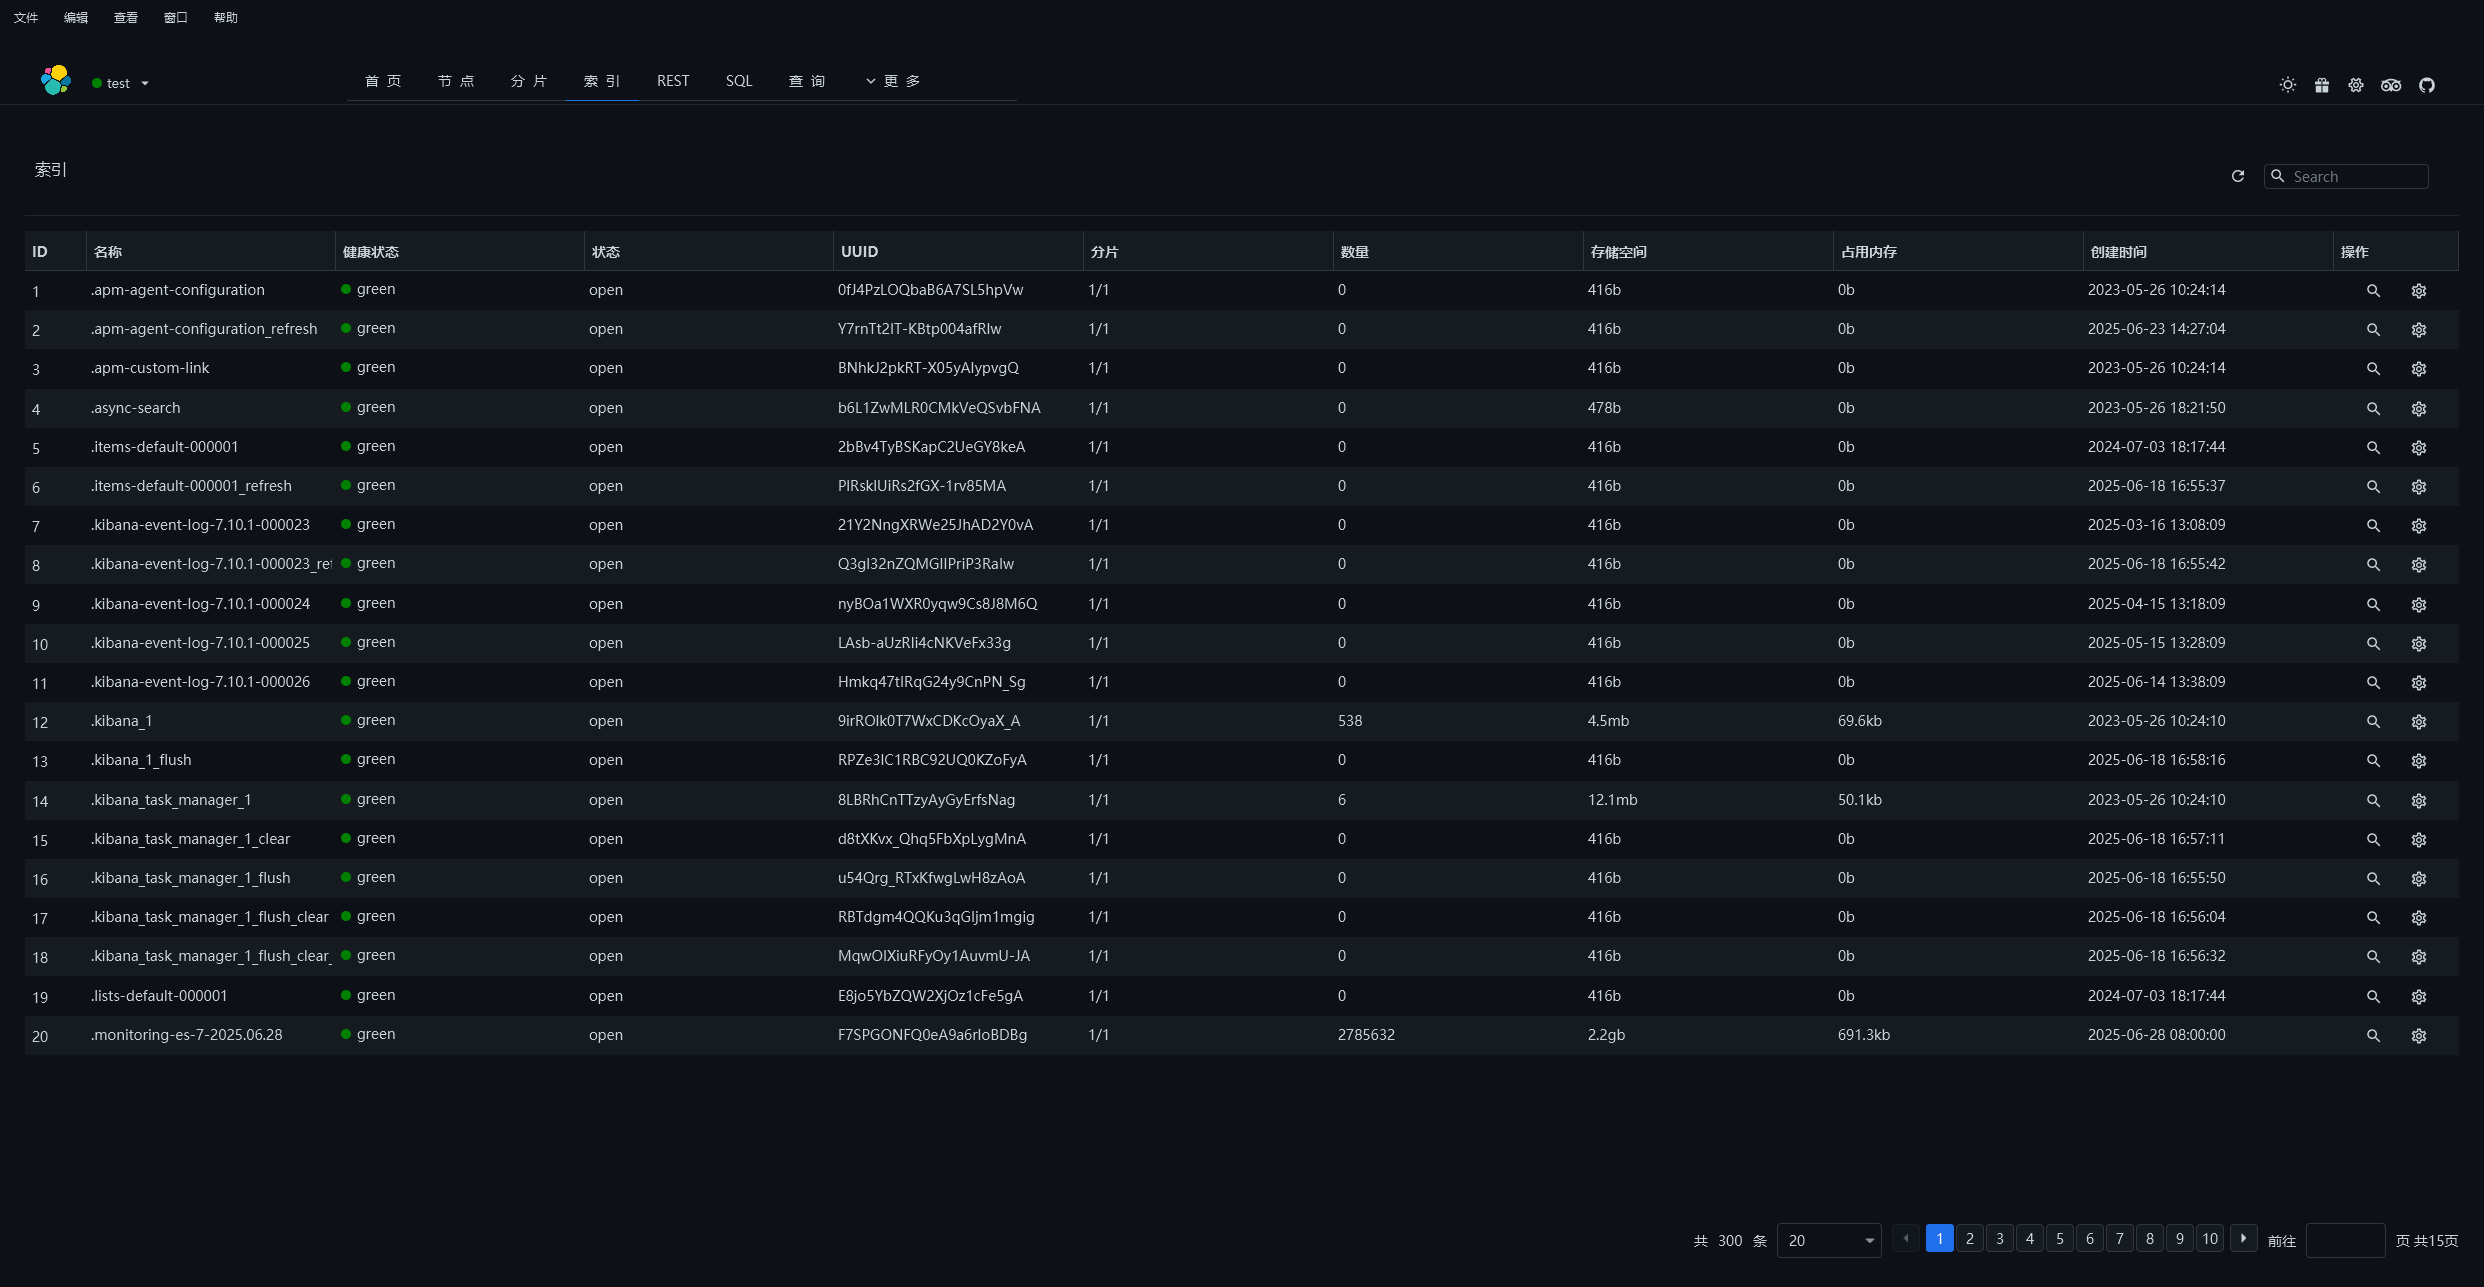 文件 编辑 查看 窗口 帮助
test 首页 节点 分片 索引 REST SQL 查询 更多
索引
Search
ID 名称 健康状态 状态 UUID 分片 数量 存储空间 占用内存 创建时间 操作
1 .apm-agent-configuration green open 0fJ4PzLOQbaB6A7SL5hpVw 1/1 0 416b 0b 2023-05-26 10:24:14
2 .apm-agent-configuration_refresh green open Y7rnTt2IT-KBtp004afRlw 1/1 0 416b 0b 2025-06-23 14:27:04
3 .apm-custom-link green open BNhkJ2pkRT-X05yAIypvgQ 1/1 0 416b 0b 2023-05-26 10:24:14
4 .async-search green open b6L1ZwMLR0CMkVeQSvbFNA 1/1 0 478b 0b 2023-05-26 18:21:50
5 .items-default-000001 green open 2bBv4TyBSKapC2UeGY8keA 1/1 0 416b 0b 2024-07-03 18:17:44
6 .items-default-000001_refresh green open PIRsklUiRs2fGX-1rv85MA 1/1 0 416b 0b 2025-06-18 16:55:37
7 .kibana-event-log-7.10.1-000023 green open 21Y2NngXRWe25JhAD2Y0vA 1/1 0 416b 0b 2025-03-16 13:08:09
8 .kibana-event-log-7.10.1-000023_ref green open Q3gI32nZQMGIIPriP3RaIw 1/1 0 416b 0b 2025-06-18 16:55:42
9 .kibana-event-log-7.10.1-000024 green open nyBOa1WXR0yqw9Cs8J8M6Q 1/1 0 416b 0b 2025-04-15 13:18:09
10 .kibana-event-log-7.10.1-000025 green open LAsb-aUzRIi4cNKVeFx33g 1/1 0 416b 0b 2025-05-15 13:28:09
11 .kibana-event-log-7.10.1-000026 green open Hmkq47tIRqG24y9CnPN_Sg 1/1 0 416b 0b 2025-06-14 13:38:09
12 .kibana_1 green open 9irROlk0T7WxCDKcOyaX_A 1/1 538 4.5mb 69.6kb 2023-05-26 10:24:10
13 .kibana_1_flush green open RPZe3IC1RBC92UQ0KZoFyA 1/1 0 416b 0b 2025-06-18 16:58:16
14 .kibana_task_manager_1 green open 8LBRhCnTTzyAyGyErfsNag 1/1 6 12.1mb 50.1kb 2023-05-26 10:24:10
15 .kibana_task_manager_1_clear green open d8tXKvx_Qhq5FbXpLygMnA 1/1 0 416b 0b 2025-06-18 16:57:11
16 .kibana_task_manager_1_flush green open u54Qrg_RTxKfwgLwH8zAoA 1/1 0 416b 0b 2025-06-18 16:55:50
17 .kibana_task_manager_1_flush_clear green open RBTdgm4QQKu3qGIjm1mgig 1/1 0 416b 0b 2025-06-18 16:56:04
18 .kibana_task_manager_1_flush_clear_ green open MqwOIXiuRFyOy1AuvmU-JA 1/1 0 416b 0b 2025-06-18 16:56:32
19 .lists-default-000001 green open E8jo5YbZQW2XjOz1cFe5gA 1/1 0 416b 0b 2024-07-03 18:17:44
20 .monitoring-es-7-2025.06.28 green open F7SPGONFQ0eA9a6rIoBDBg 1/1 2785632 2.2gb 691.3kb 2025-06-28 08:00:00
共 300 条 20 1 2 3 4 5 6 7 8 9 10 前往 页 共15页